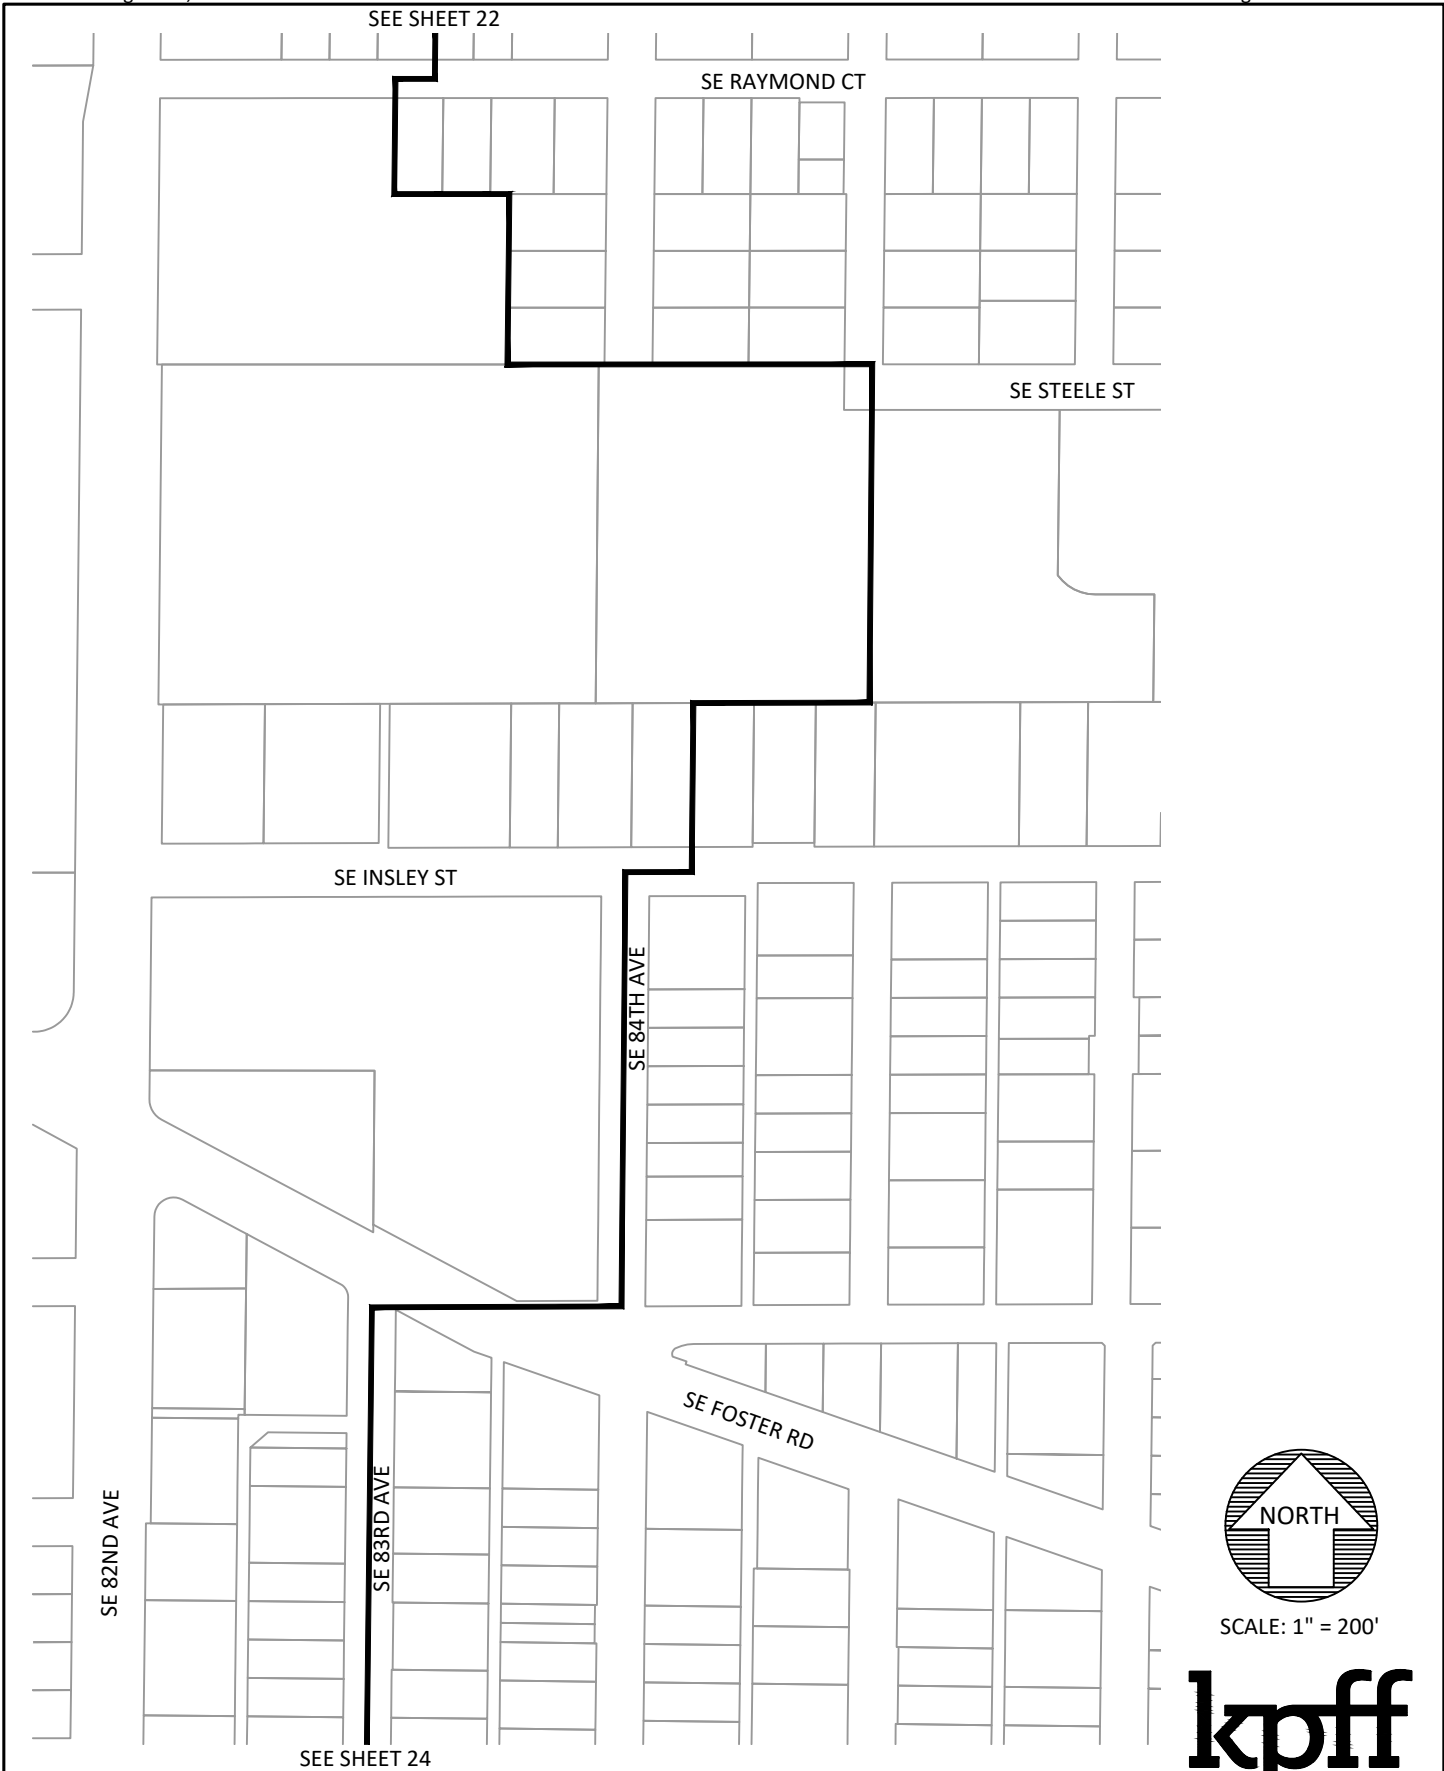 SEE SHEET 22
SE RAYMOND CT
SE STEELE ST
SE INSLEY ST
SE 84TH AVE
SE FOSTER RD
SE 83RD AVE
SE 82ND AVE
NORTH
SCALE: 1" = 200'
kpff
SEE SHEET 24